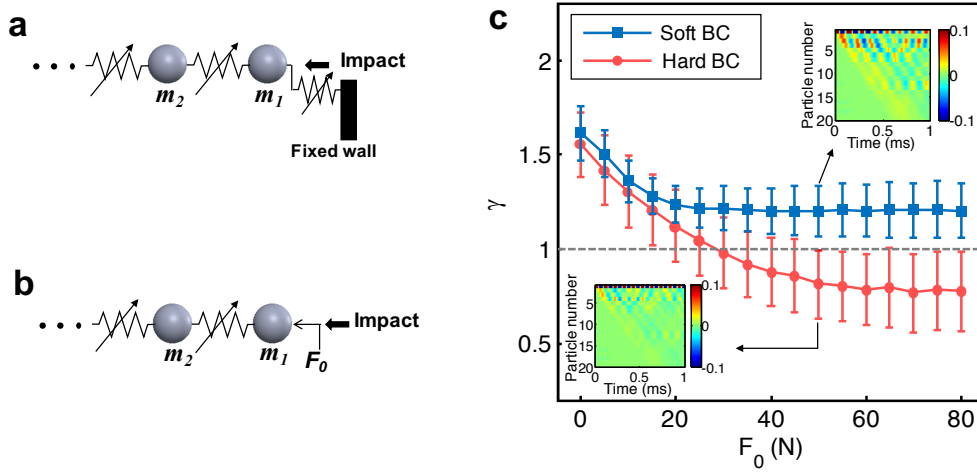 a
Impact
m2
m1
Fixed wall
b
Impact
m2
m1
F0
c
Soft BC
Hard BC
2
1.5
1
0.5
γ
0
20
40
60
80
F0 (N)
Particle number
5
10
15
20
0
0.5
1
Time (ms)
0.1
0
-0.1
Particle number
5
10
15
20
0
0.5
1
Time (ms)
0.1
0
-0.1